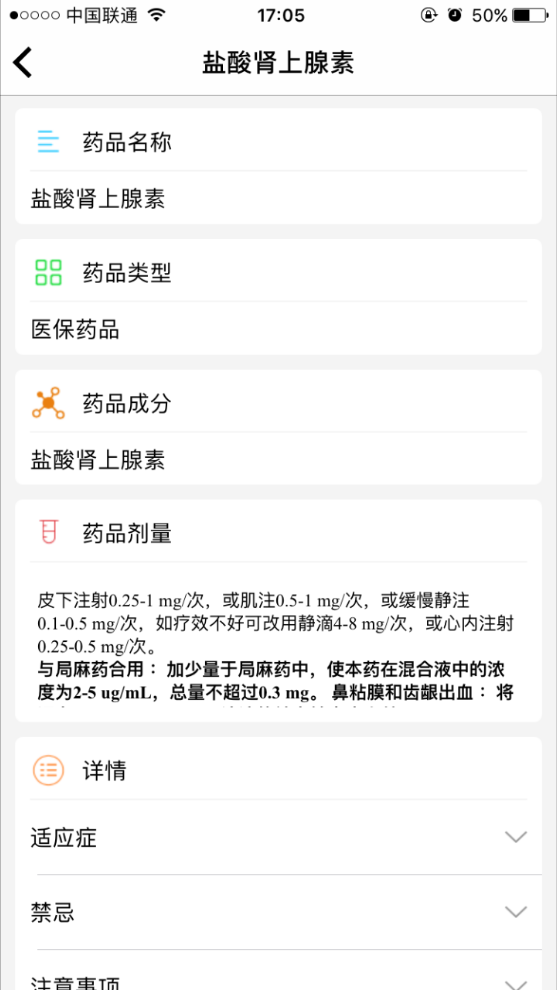 中国联通 17:05 50%
盐酸肾上腺素
药品名称
盐酸肾上腺素
药品类型
医保药品
药品成分
盐酸肾上腺素
药品剂量
皮下注射0.25-1 mg/次，或肌注0.5-1 mg/次，或缓慢静注
0.1-0.5 mg/次，如疗效不好可改用静滴4-8 mg/次，或心内注射
0.25-0.5 mg/次。
与局麻药合用： 加少量于局麻药中，使本药在混合液中的浓
度为2-5 ug/mL，总量不超过0.3 mg。 鼻粘膜和齿龈出血： 将
详情
适应症
禁忌
注意事项